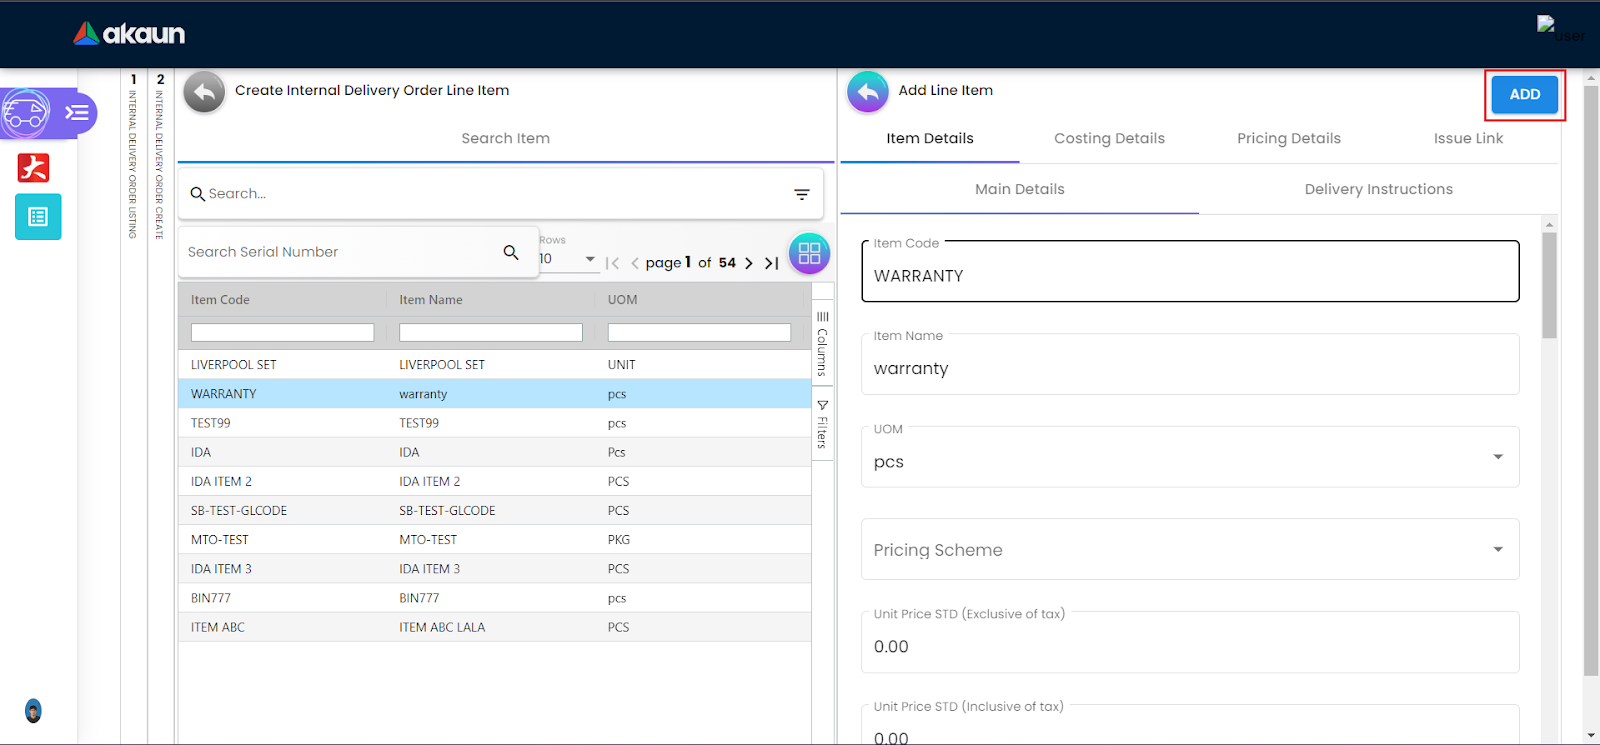 akaun
user
1
INTERNAL DELIVERY ORDER LISTING
2
INTERNAL DELIVERY ORDER CREATE
Create Internal Delivery Order Line Item
Search Item
Search...
Search Serial Number
Rows
10
page 1 of 54
Item Code Item Name UOM
LIVERPOOL SET LIVERPOOL SET UNIT
WARRANTY warranty pcs
TEST99 TEST99 pcs
IDA IDA Pcs
IDA ITEM 2 IDA ITEM 2 PCS
SB-TEST-GLCODE SB-TEST-GLCODE PCS
MTO-TEST MTO-TEST PKG
IDA ITEM 3 IDA ITEM 3 PCS
BIN777 BIN777 pcs
ITEM ABC ITEM ABC LALA PCS
Columns
Filters
Add Line Item
ADD
Item Details Costing Details Pricing Details Issue Link
Main Details Delivery Instructions
Item Code
WARRANTY
Item Name
warranty
UOM
pcs
Pricing Scheme
Unit Price STD (Exclusive of tax)
0.00
Unit Price STD (Inclusive of tax)
0.00